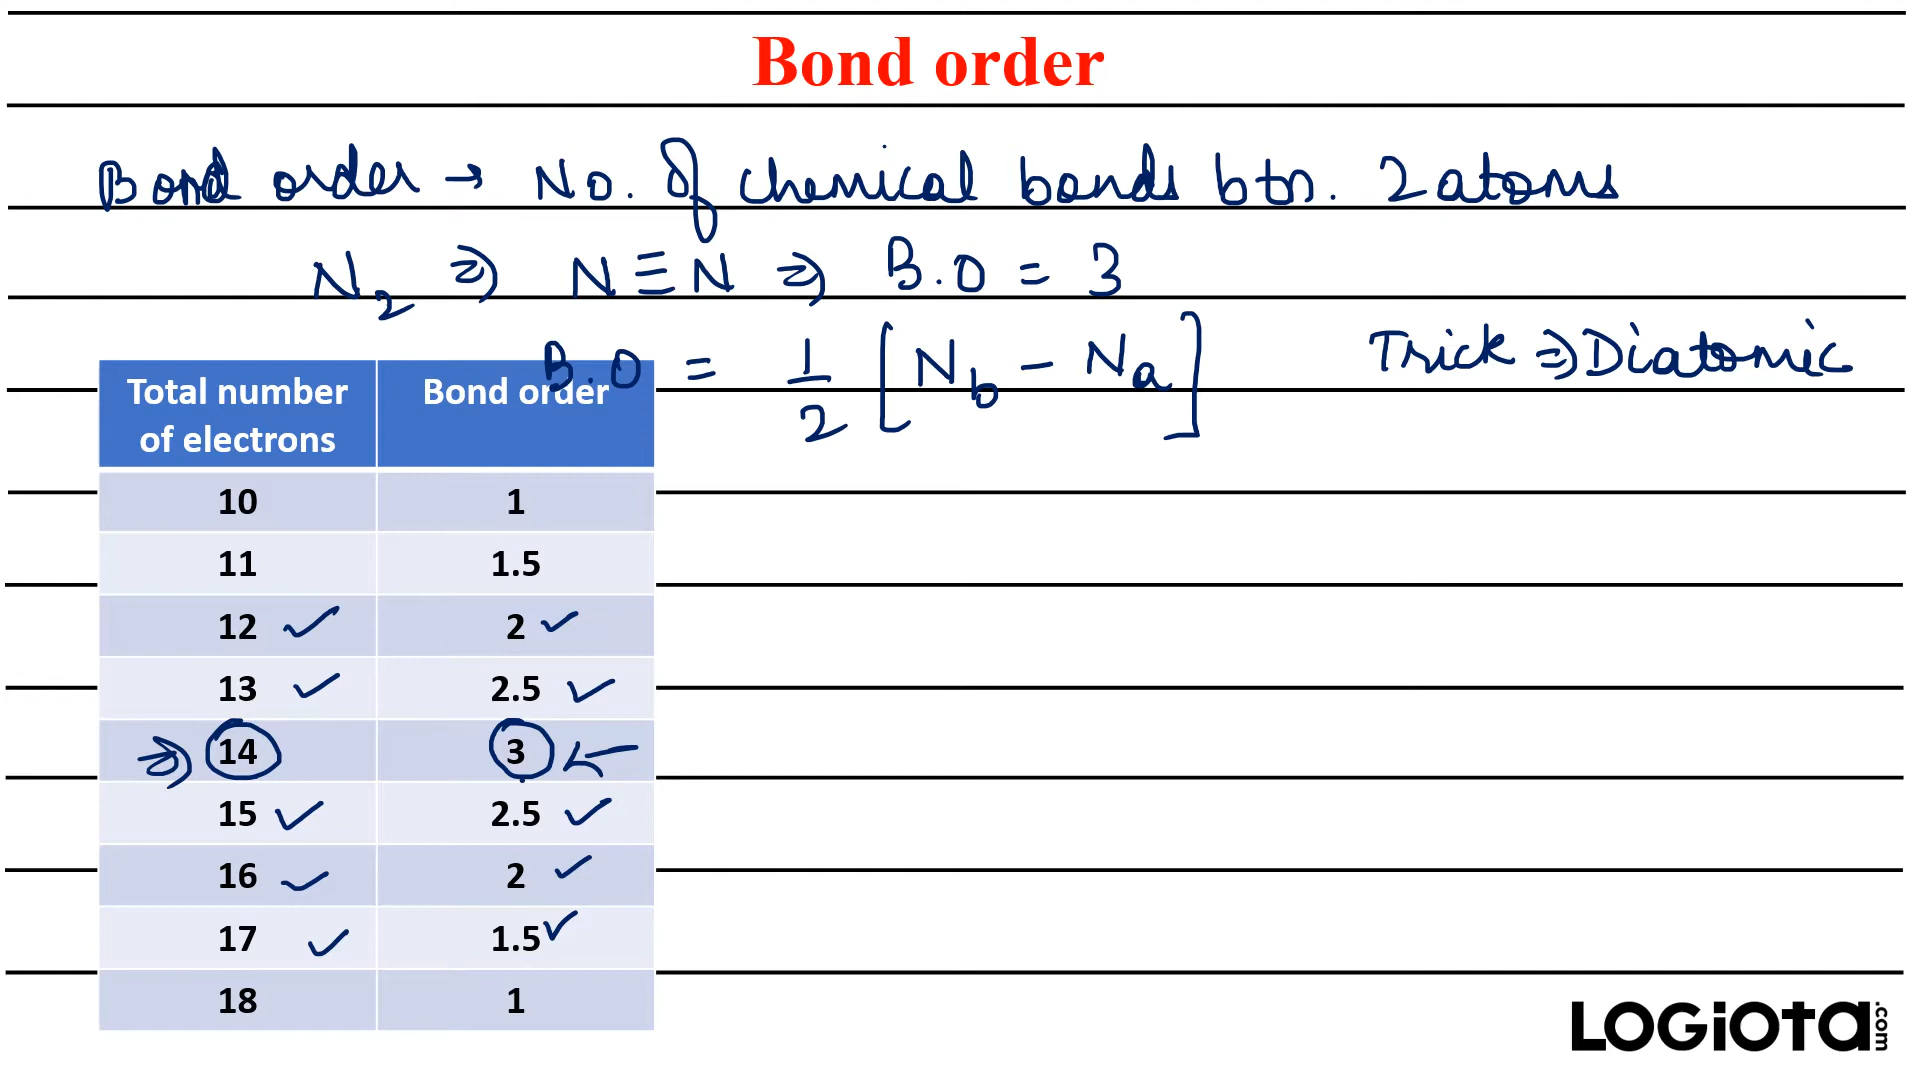 Bond order
Bond order → No. of chemical bonds btn. 2 atoms
N₂ ⇒ N≡N ⇒ B.O = 3
B.O = 1/2 [N_b - N_a]
Trick ⇒ Diatomic
Total number of electrons | Bond order
10 | 1
11 | 1.5
12 ✓ | 2 ✓
13 ✓ | 2.5 ✓
⇒ 14 | 3 ←
15 ✓ | 2.5 ✓
16 ✓ | 2 ✓
17 ✓ | 1.5 ✓
18 | 1
LOGiOTA.com